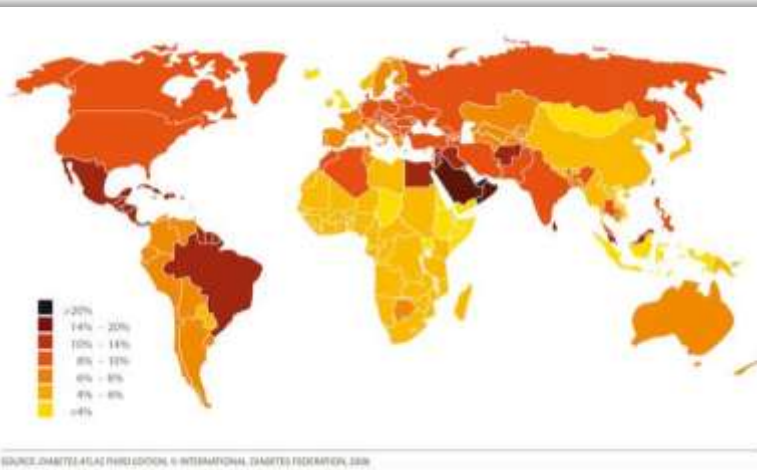 >20%
14% - 20%
10% - 14%
8% - 10%
6% - 8%
4% - 6%
<4%
SOURCE: DIABETES ATLAS THIRD EDITION, © INTERNATIONAL DIABETES FEDERATION, 2006